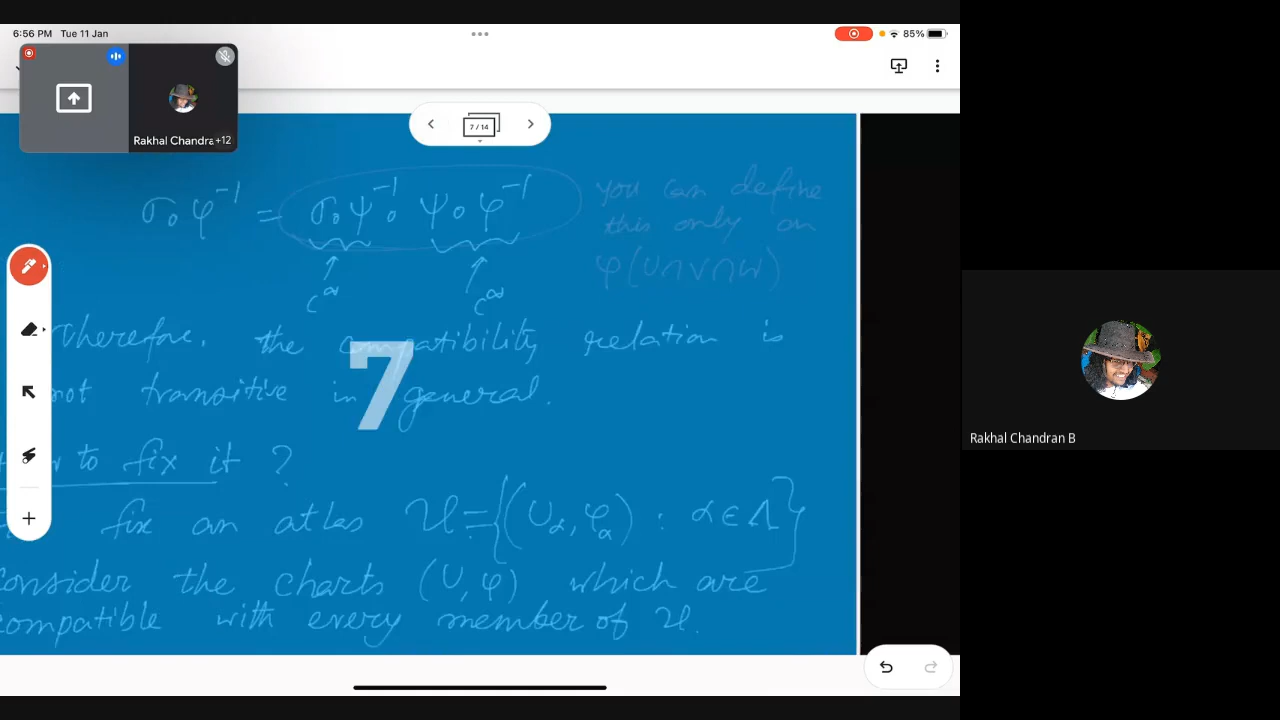 6:56 PM Tue 11 Jan
85%
Rakhal Chandra +12
7 / 14
σ∘φ⁻¹ = σ∘ψ⁻¹∘ψ∘φ⁻¹
you can define
this only on
φ(U∩V∩W)
C^∞ C^∞
Therefore, the compatibility relation is
not transitive in general.
7
to fix it ?
fix an atlas 𝒰 = {(U_α, φ_α) : α ∈ Λ}
Consider the charts (U, φ) which are
compatible with every member of 𝒰.
Rakhal Chandran B